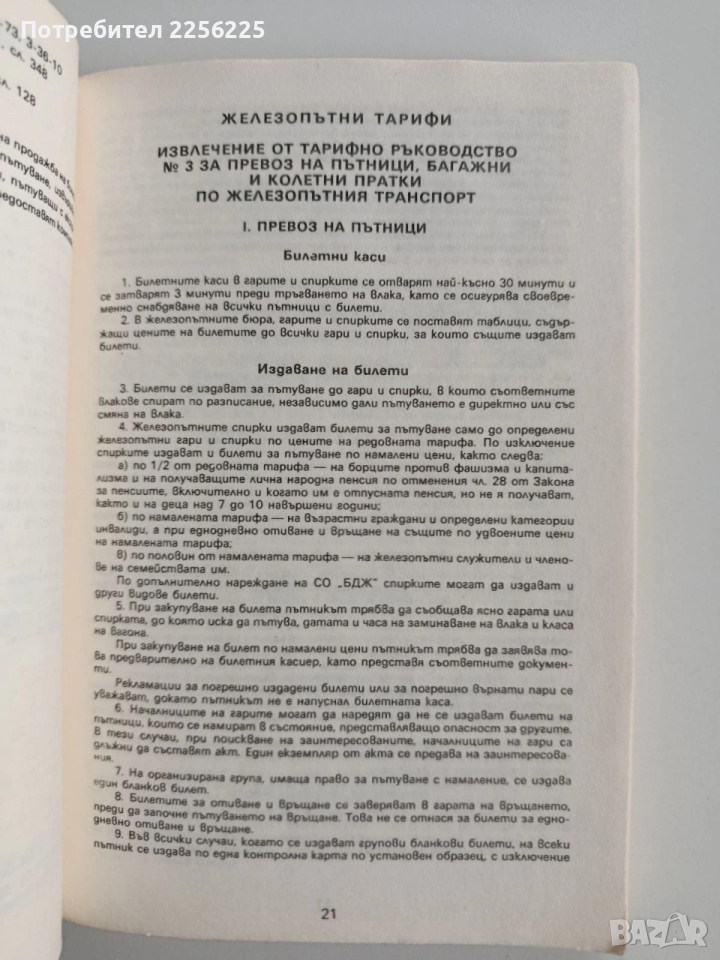 Потребител 2256225
-73, 3-36-10
, сл. 348
сл. 128
на продажба на
пътуване,
), пътуващи с
редоставят
ЖЕЛЕЗОПЪТНИ ТАРИФИ
ИЗВЛЕЧЕНИЕ ОТ ТАРИФНО РЪКОВОДСТВО
№ 3 ЗА ПРЕВОЗ НА ПЪТНИЦИ, БАГАЖНИ
И КОЛЕТНИ ПРАТКИ
ПО ЖЕЛЕЗОПЪТНИЯ ТРАНСПОРТ
I. ПРЕВОЗ НА ПЪТНИЦИ
Билетни каси
1. Билетните каси в гарите и спирките се отварят най-късно 30 минути и
се затварят 3 минути преди тръгването на влака, като се осигурява своевре-
менно снабдяване на всички пътници с билети.
2. В железопътните бюра, гарите и спирките се поставят таблици, съдър-
жащи цените на билетите до всички гари и спирки, за които същите издават
билети.
Издаване на билети
3. Билети се издават за пътуване до гари и спирки, в които съответните
влакове спират по разписание, независимо дали пътуването е директно или със
смяна на влака.
4. Железопътните спирки издават билети за пътуване само до определени
железопътни гари и спирки по цените на редовната тарифа. По изключение
спирките издават и билети за пътуване по намалени цени, както следва:
а) по 1/2 от редовната тарифа — на борците против фашизма и капита-
лизма и на получаващите лична народна пенсия по отменения чл. 28 от Закона
за пенсиите, включително и когато им е отпусната пенсия, но не я получават,
както и на деца над 7 до 10 навършени години;
б) по намалената тарифа — на възрастни граждани и определени категории
инвалиди, а при еднодневно отиване и връщане на същите по удвоените цени
на намалената тарифа;
в) по половин от намалената тарифа — на железопътни служители и члено-
ве на семействата им.
По допълнително нареждане на СО „БДЖ“ спирките могат да издават и
други видове билети.
5. При закупуване на билета пътникът трябва да съобщава ясно гарата или
спирката, до която иска да пътува, датата и часа на заминаване на влака и класа
на вагона.
При закупуване на билет по намалени цени пътникът трябва да заявява то-
ва предварително на билетния касиер, като представя съответните докумен-
ти.
Рекламации за погрешно издадени билети или за погрешно върнати пари се
уважават, докато пътникът не е напуснал билетната каса.
6. Началниците на гарите могат да наредят да не се издават билети на
пътници, които се намират в състояние, представляващо опасност за другите.
В тези случаи, при поискване на заинтересованите, началниците на гари са
длъжни да съставят акт. Един екземпляр от акта се предава на заинтересова-
ния.
7. На организирана група, имаща право за пътуване с намаление, се издава
един бланков билет.
8. Билетите за отиване и връщане се заверяват в гарата на връщането,
преди да започне пътуването на връщане. Това не се отнася за билети за едно-
дневно отиване и връщане.
9. Във всички случаи, когато се издават групови бланкови билети, на всеки
пътник се издава по една контролна карта по установен образец, с изключение
21
BAZAR